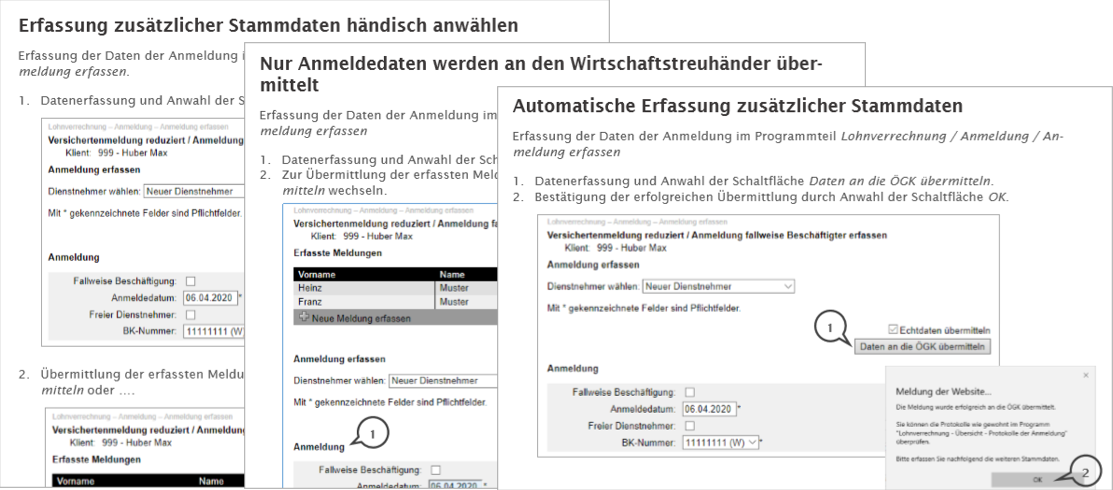 Erfassung zusätzlicher Stammdaten händisch anwählen
Erfassung der Daten der Anmeldung
meldung erfassen.
1. Datenerfassung und Anwahl der S
Lohnverrechnung – Anmeldung – Anmeldung erfassen
Versichertenmeldung reduziert / Anmeldung
Klient: 999 - Huber Max
Anmeldung erfassen
Dienstnehmer wählen: Neuer Dienstnehmer
Mit * gekennzeichnete Felder sind Pflichtfelder.
Anmeldung
Fallweise Beschäftigung:
Anmeldedatum: 06.04.2020 *
Freier Dienstnehmer:
BK-Nummer: 11111111 (W)
2. Übermittlung der erfassten Meldu
mitteln oder ....
Lohnverrechnung – Anmeldung – Anmeldung erfassen
Versichertenmeldung reduziert / Anmeldung
Klient: 999 - Huber Max
Erfasste Meldungen
Vorname Name
Nur Anmeldedaten werden an den Wirtschaftstreuhänder über-
mittelt
Erfassung der Daten der Anmeldung im
meldung erfassen
1. Datenerfassung und Anwahl der Sch
2. Zur Übermittlung der erfassten Meld
mitteln wechseln.
Lohnverrechnung – Anmeldung – Anmeldung erfassen
Versichertenmeldung reduziert / Anmeldung fa
Klient: 999 - Huber Max
Erfasste Meldungen
Vorname Name
Heinz Muster
Franz Muster
Neue Meldung erfassen
Anmeldung erfassen
Dienstnehmer wählen: Neuer Dienstnehmer
Mit * gekennzeichnete Felder sind Pflichtfelder.
1
Anmeldung
Fallweise Beschäftigung:
Anmeldedatum: 06.04.2020 *
Automatische Erfassung zusätzlicher Stammdaten
Erfassung der Daten der Anmeldung im Programmteil Lohnverrechnung / Anmeldung / An-
meldung erfassen
1. Datenerfassung und Anwahl der Schaltfläche Daten an die ÖGK übermitteln.
2. Bestätigung der erfolgreichen Übermittlung durch Anwahl der Schaltfläche OK.
Lohnverrechnung – Anmeldung – Anmeldung erfassen
Versichertenmeldung reduziert / Anmeldung fallweise Beschäftigter erfassen
Klient: 999 - Huber Max
Anmeldung erfassen
Dienstnehmer wählen: Neuer Dienstnehmer
Mit * gekennzeichnete Felder sind Pflichtfelder.
1
Echtdaten übermitteln
Daten an die ÖGK übermitteln
Anmeldung
Fallweise Beschäftigung:
Anmeldedatum: 06.04.2020 *
Freier Dienstnehmer:
BK-Nummer: 11111111 (W) *
Meldung der Website...
Die Meldung wurde erfolgreich an die ÖGK übermittelt.
Sie können die Protokolle wie gewohnt im Programm
"Lohnverrechnung - Übersicht - Protokolle der Anmeldung"
überprüfen.
Bitte erfassen Sie nachfolgend die weiteren Stammdaten.
OK
2